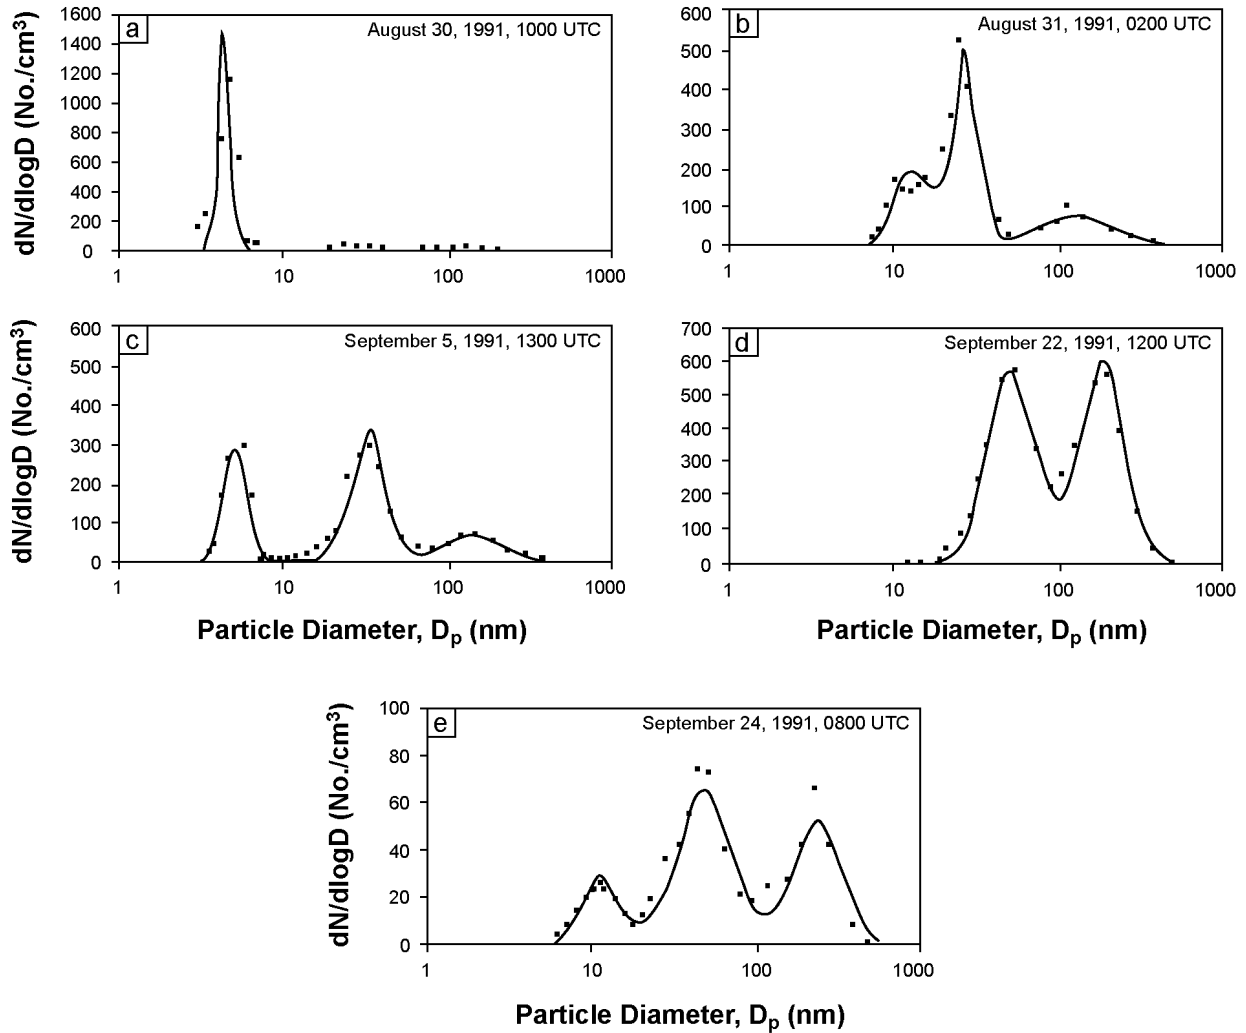 a
August 30, 1991, 1000 UTC
dN/dlogD (No./cm³)
1600
1400
1200
1000
800
600
400
200
0
1 10 100 1000
b
August 31, 1991, 0200 UTC
600
500
400
300
200
100
0
1 10 100 1000
c
September 5, 1991, 1300 UTC
dN/dlogD (No./cm³)
600
500
400
300
200
100
0
1 10 100 1000
Particle Diameter, Dp (nm)
d
September 22, 1991, 1200 UTC
700
600
500
400
300
200
100
0
1 10 100 1000
Particle Diameter, Dp (nm)
e
September 24, 1991, 0800 UTC
dN/dlogD (No./cm³)
100
80
60
40
20
0
1 10 100 1000
Particle Diameter, Dp (nm)